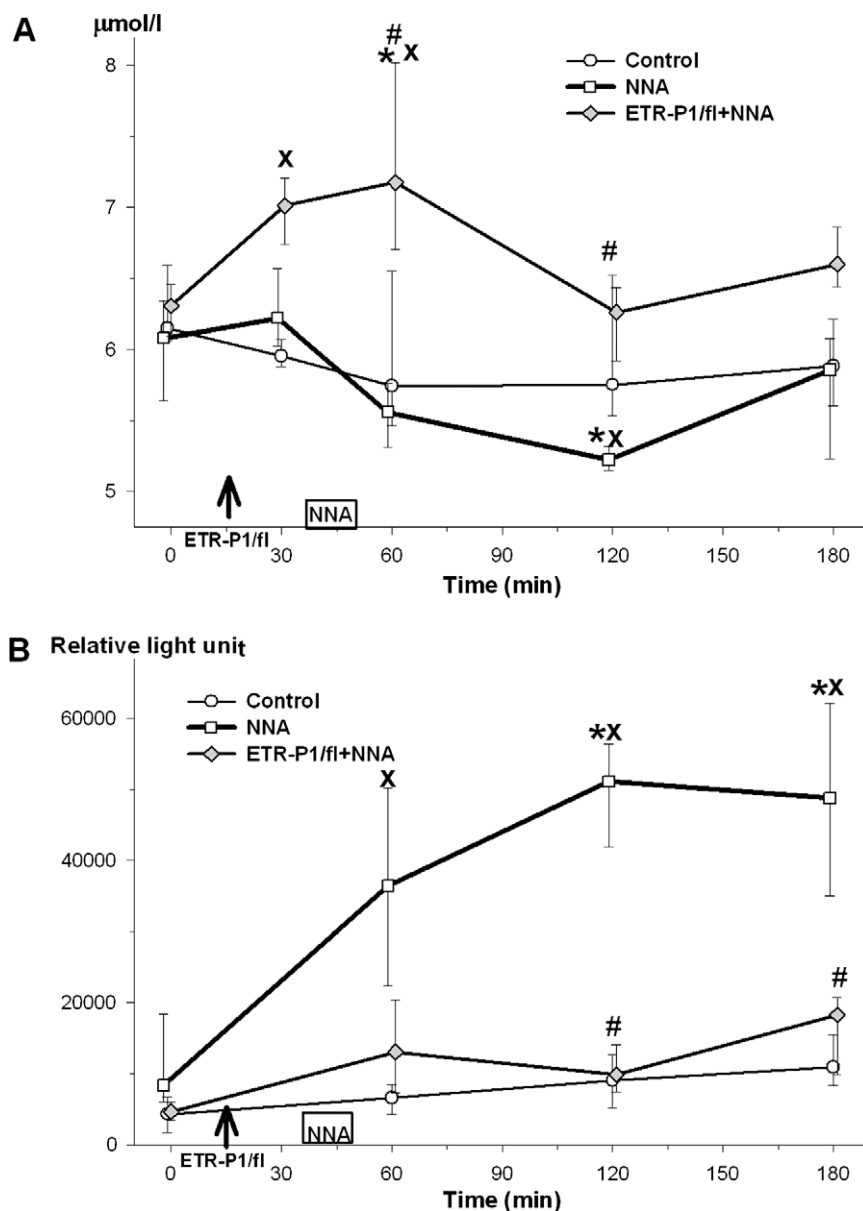 A
μmol/l
#
* x
Control
NNA
ETR-P1/fl+NNA
8
x
7
#
6
*x
5
NNA
ETR-P1/fl
0 30 60 90 120 150 180
Time (min)
B Relative light unit
Control
NNA
ETR-P1/fl+NNA
*x
60000
*x
x
40000
#
20000
#
0
NNA
ETR-P1/fl
0 30 60 90 120 150 180
Time (min)